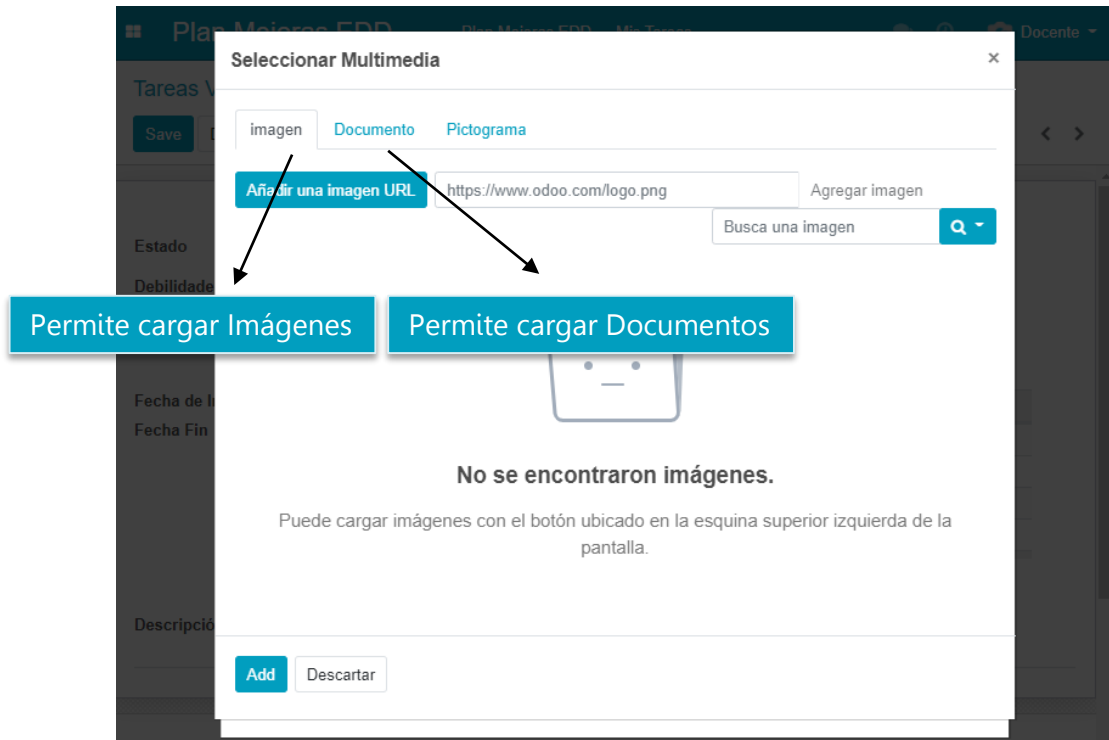 Plan Mejoras EDD Plan Mejoras EDD Mis Tareas Docente
Seleccionar Multimedia ×
Tareas V
Save
imagen Documento Pictograma
Añadir una imagen URL https://www.odoo.com/logo.png Agregar imagen
Busca una imagen
Estado
Debilidade
Permite cargar Imágenes Permite cargar Documentos
Fecha de I
Fecha Fin
No se encontraron imágenes.
Puede cargar imágenes con el botón ubicado en la esquina superior izquierda de la
pantalla.
Descripció
Add Descartar